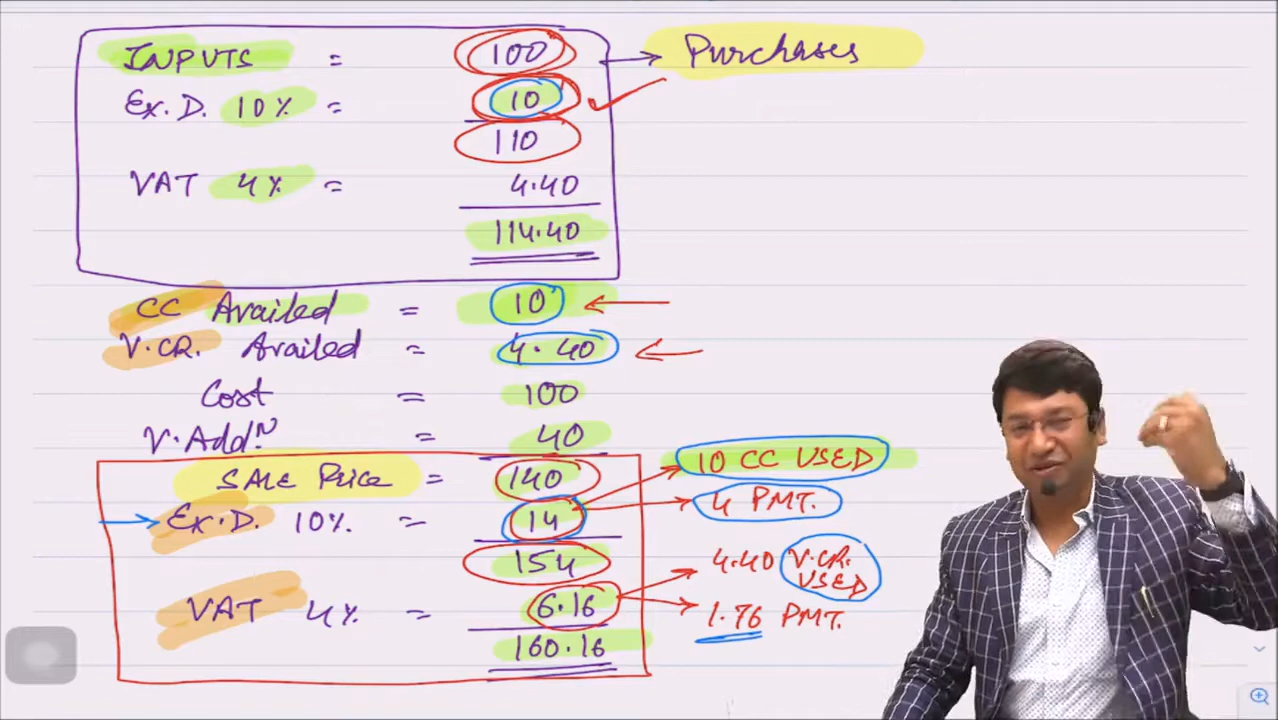 INPUTS = 100 → Purchases
Ex.D. 10% = 10
110
VAT 4% = 4.40
114.40
CC Availed = 10
V.CR. Availed = 4.40
Cost = 100
V.Addⁿ = 40
SALE Price = 140
10 CC USED
Ex.D. 10% = 14
4 PMT.
154
4.40 V.CR. USED
VAT 4% = 6.16
1.76 PMT.
160.16